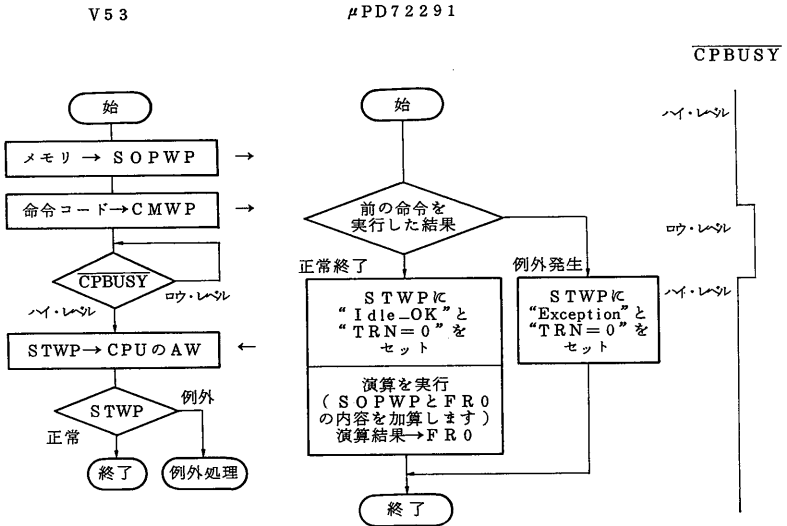 V53
μPD72291
CPBUSY
始
始
ハイ・レベル
メモリ → SOPWP →
命令コード→CMWP →
前の命令を
実行した結果
ロウ・レベル
正常終了
例外発生
CPBUSY
ロウ・レベル
ハイ・レベル
ハイ・レベル
STWPに
“Idle_OK”と
“TRN=0”を
セット
STWPに
“Exception”と
“TRN=0”を
セット
STWP→CPUのAW ←
演算を実行
(SOPWPとFR0
の内容を加算します)
演算結果→FR0
STWP
例外
正常
終了
例外処理
終了